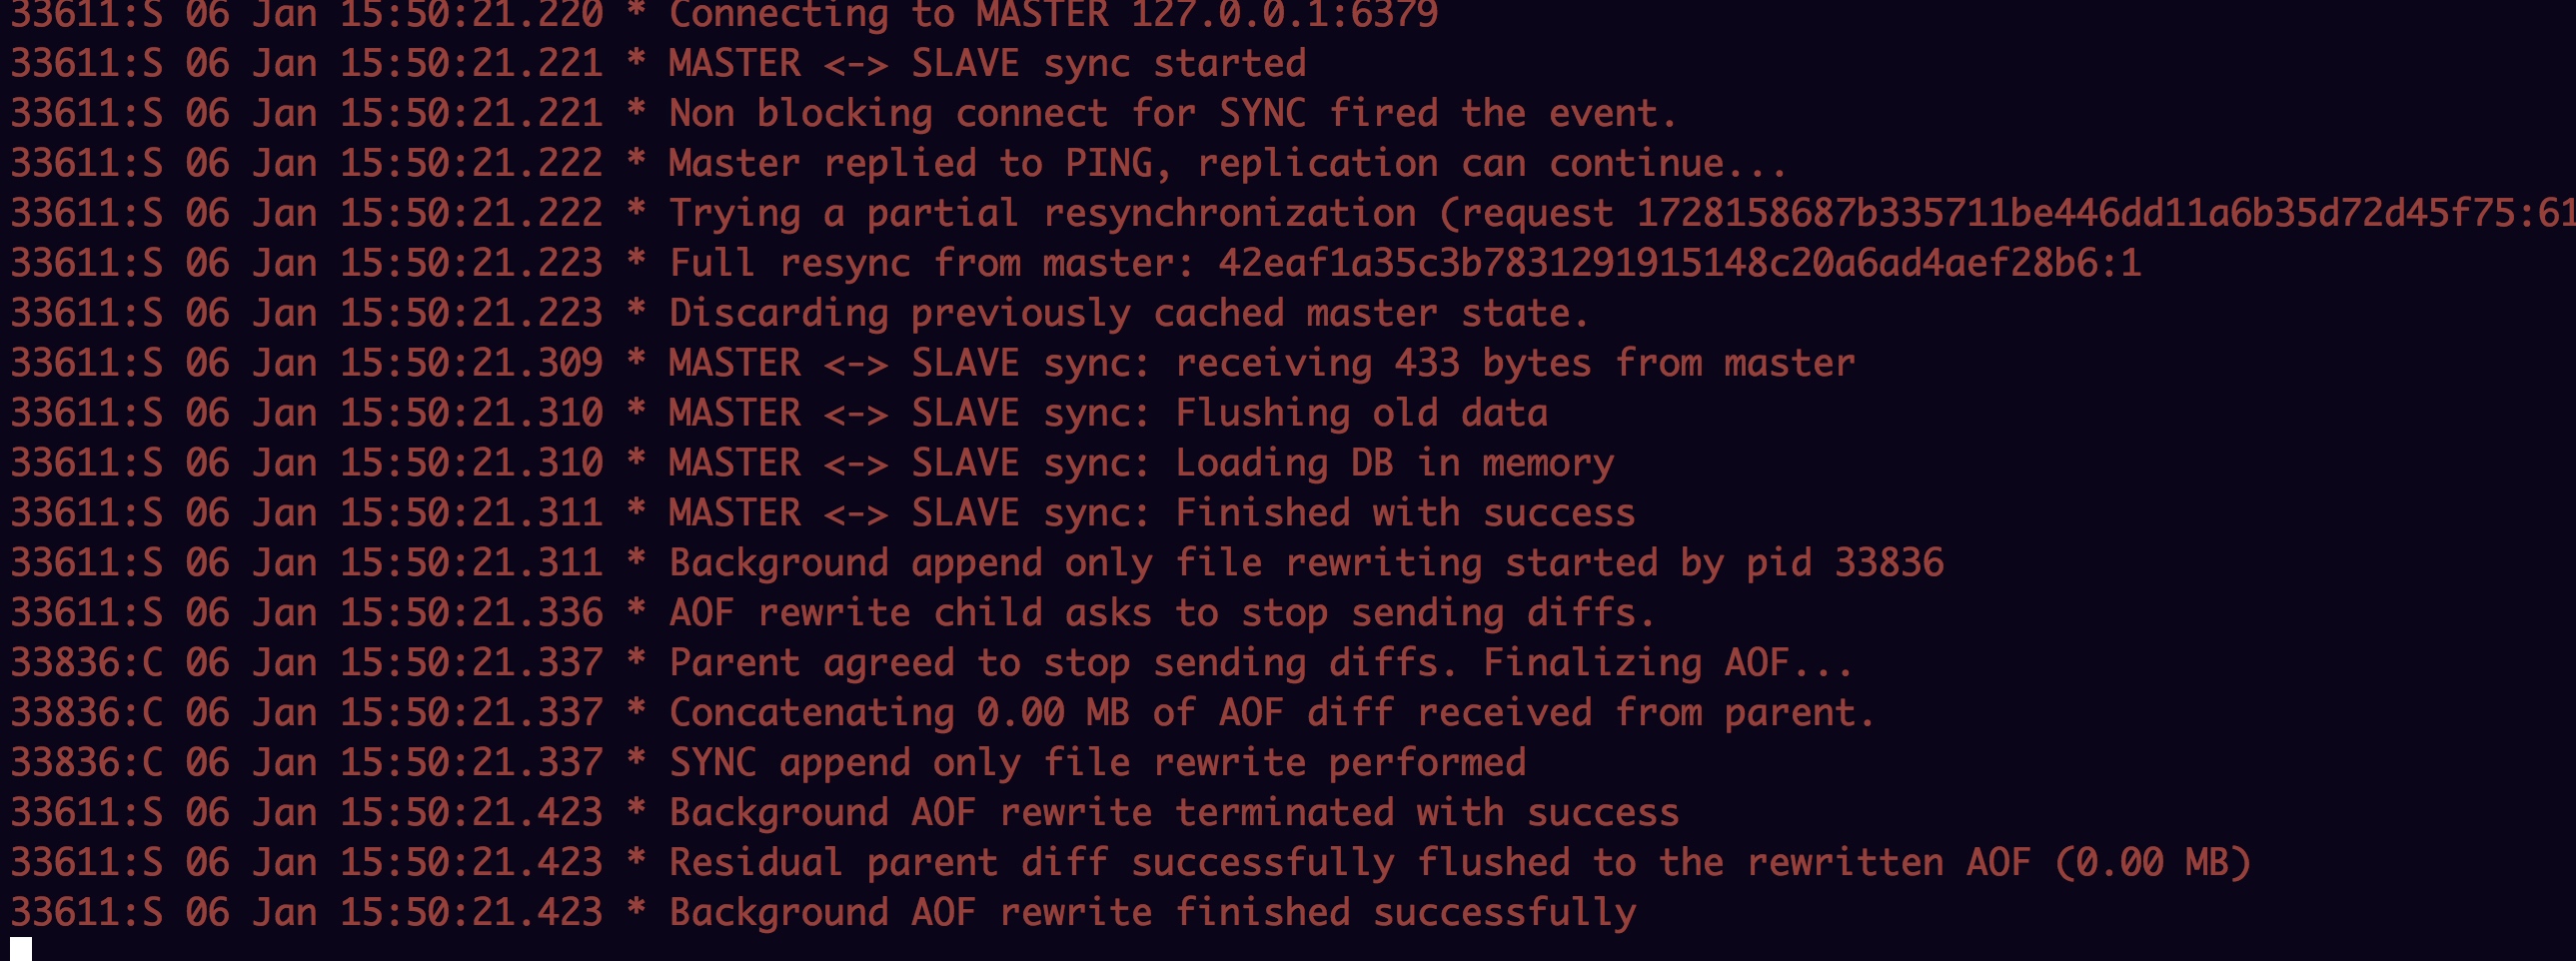 33611:S 06 Jan 15:50:21.220 * Connecting to MASTER 127.0.0.1:6379
33611:S 06 Jan 15:50:21.221 * MASTER <-> SLAVE sync started
33611:S 06 Jan 15:50:21.221 * Non blocking connect for SYNC fired the event.
33611:S 06 Jan 15:50:21.222 * Master replied to PING, replication can continue...
33611:S 06 Jan 15:50:21.222 * Trying a partial resynchronization (request 1728158687b335711be446dd11a6b35d72d45f75:61
33611:S 06 Jan 15:50:21.223 * Full resync from master: 42eaf1a35c3b7831291915148c20a6ad4aef28b6:1
33611:S 06 Jan 15:50:21.223 * Discarding previously cached master state.
33611:S 06 Jan 15:50:21.309 * MASTER <-> SLAVE sync: receiving 433 bytes from master
33611:S 06 Jan 15:50:21.310 * MASTER <-> SLAVE sync: Flushing old data
33611:S 06 Jan 15:50:21.310 * MASTER <-> SLAVE sync: Loading DB in memory
33611:S 06 Jan 15:50:21.311 * MASTER <-> SLAVE sync: Finished with success
33611:S 06 Jan 15:50:21.311 * Background append only file rewriting started by pid 33836
33611:S 06 Jan 15:50:21.336 * AOF rewrite child asks to stop sending diffs.
33836:C 06 Jan 15:50:21.337 * Parent agreed to stop sending diffs. Finalizing AOF...
33836:C 06 Jan 15:50:21.337 * Concatenating 0.00 MB of AOF diff received from parent.
33836:C 06 Jan 15:50:21.337 * SYNC append only file rewrite performed
33611:S 06 Jan 15:50:21.423 * Background AOF rewrite terminated with success
33611:S 06 Jan 15:50:21.423 * Residual parent diff successfully flushed to the rewritten AOF (0.00 MB)
33611:S 06 Jan 15:50:21.423 * Background AOF rewrite finished successfully